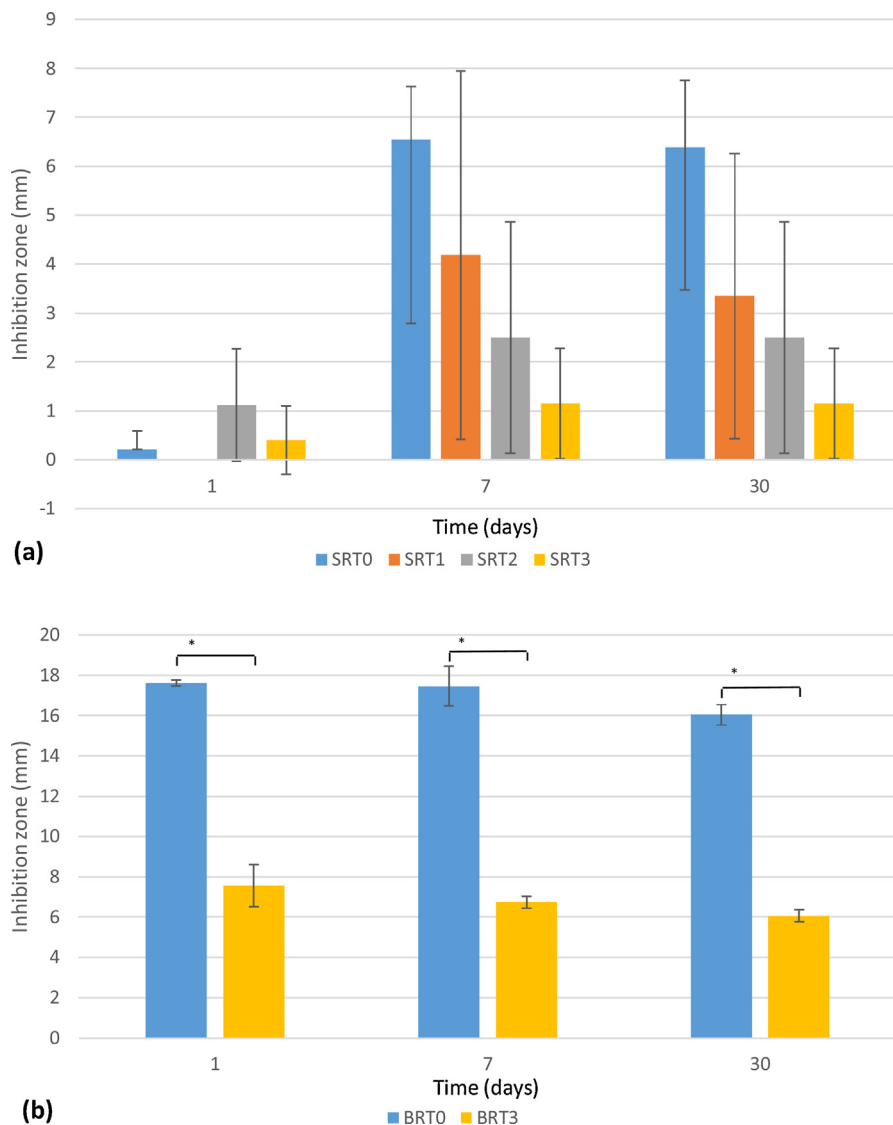 9
8
7
6
5
4
3
2
1
0
-1
Inhibition zone (mm)
1 7 30
Time (days)
(a)
SRT0 SRT1 SRT2 SRT3
20
18
16
14
12
10
8
6
4
2
0
Inhibition zone (mm)
* * *
1 7 30
Time (days)
(b)
BRT0 BRT3